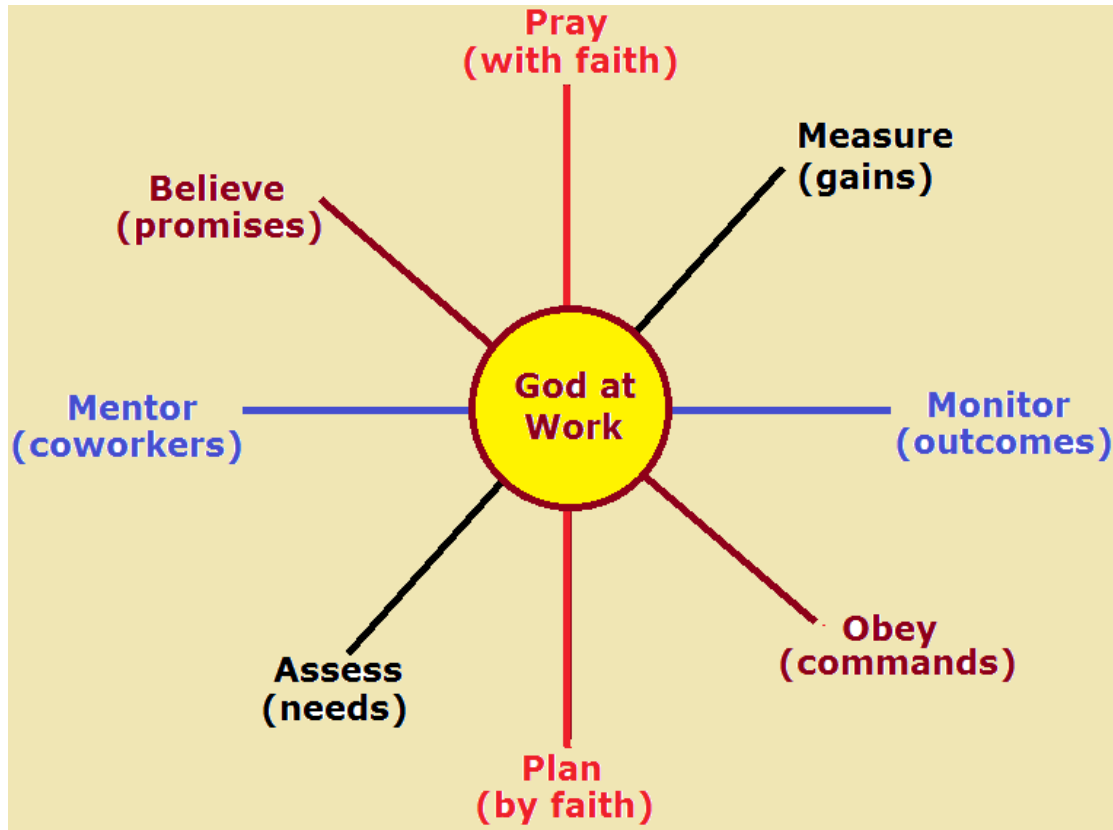 Pray
(with faith)
Measure
(gains)
Believe
(promises)
God at
Work
Mentor
(coworkers)
Monitor
(outcomes)
Obey
(commands)
Assess
(needs)
Plan
(by faith)